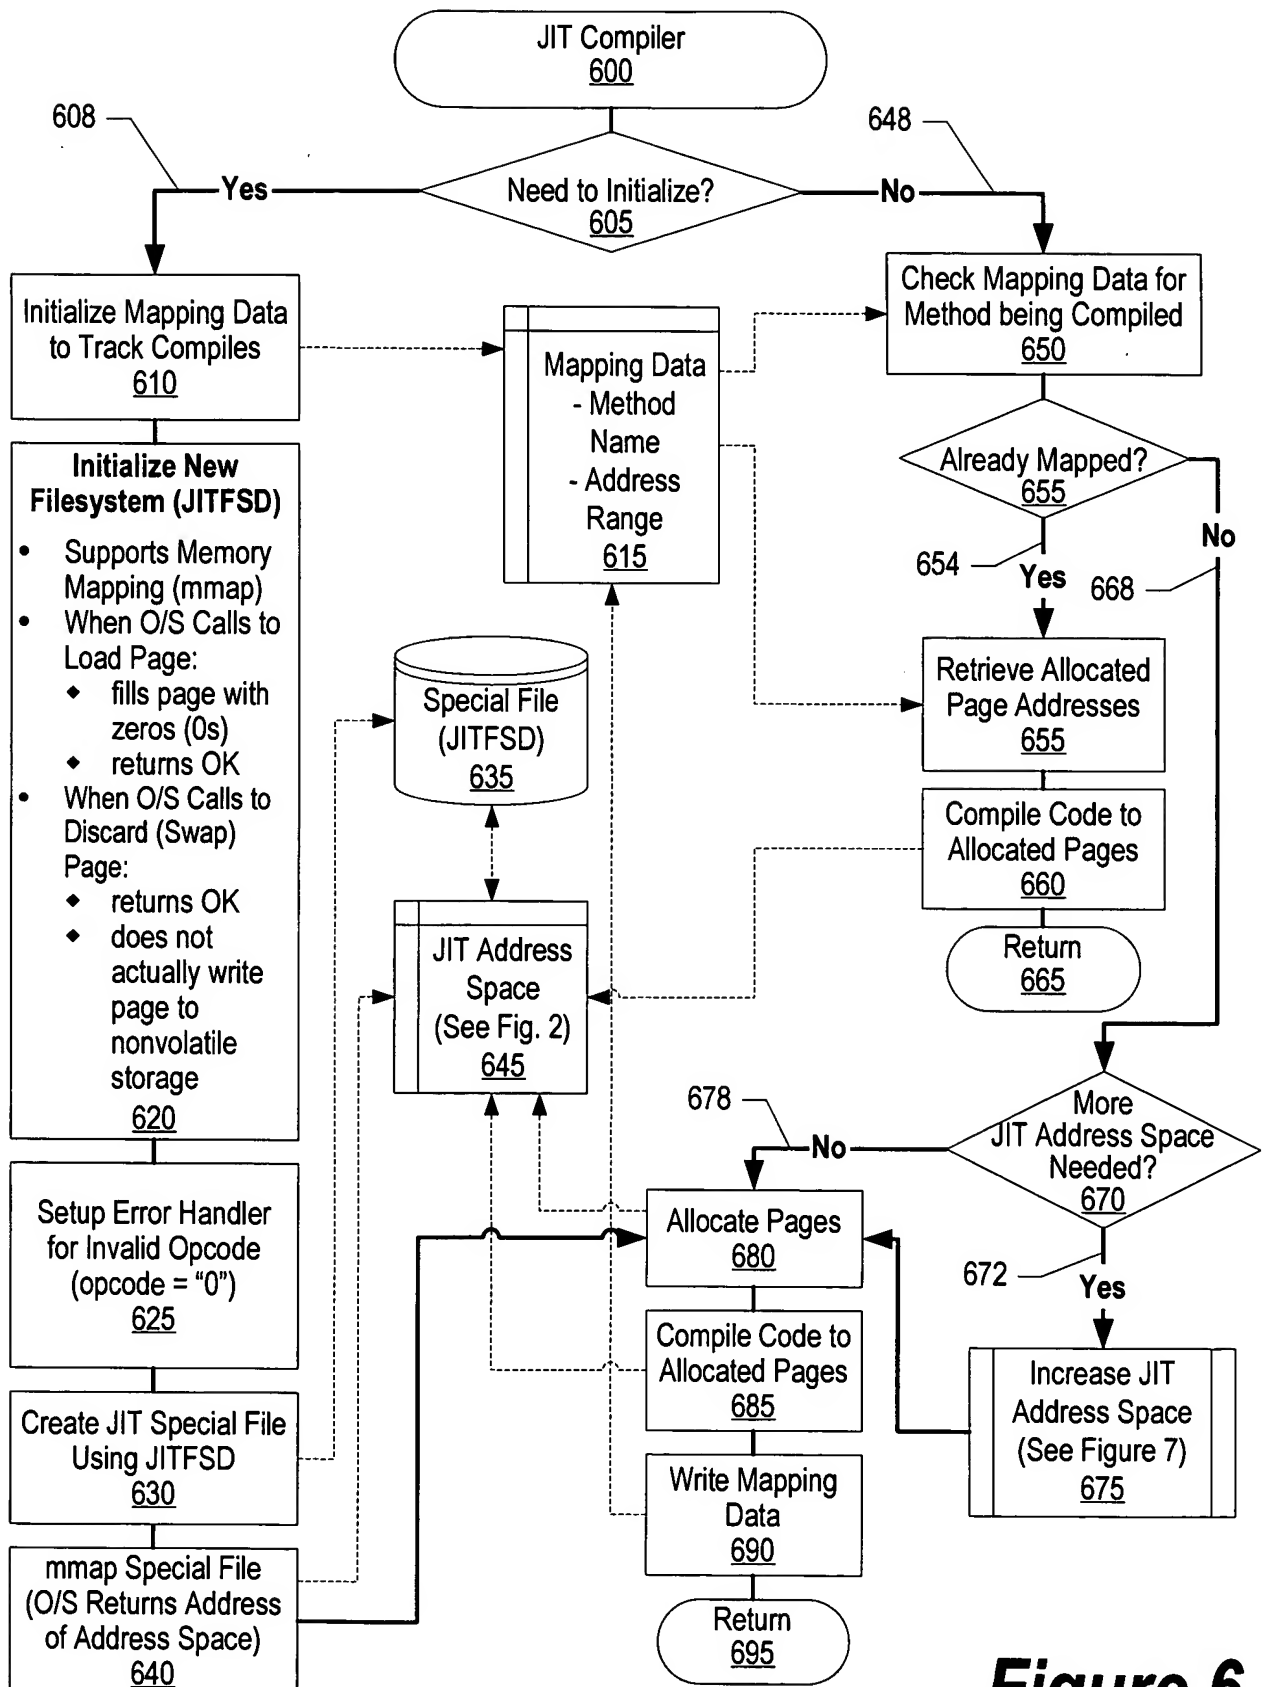 JIT Compiler
600
608
648
Yes
Need to Initialize?
605
No
Initialize Mapping Data
to Track Compiles
610
Mapping Data
- Method
Name
- Address
Range
615
Check Mapping Data for
Method being Compiled
650
Already Mapped?
655
No
654
Yes
668
Initialize New
Filesystem (JITFSD)
• Supports Memory
Mapping (mmap)
• When O/S Calls to
Load Page:
◆ fills page with
zeros (0s)
◆ returns OK
• When O/S Calls to
Discard (Swap)
Page:
◆ returns OK
◆ does not
actually write
page to
nonvolatile
storage
620
Special File
(JITFSD)
635
Retrieve Allocated
Page Addresses
655
Compile Code to
Allocated Pages
660
Return
665
JIT Address
Space
(See Fig. 2)
645
678
No
More
JIT Address Space
Needed?
670
672
Yes
Setup Error Handler
for Invalid Opcode
(opcode = “0”)
625
Allocate Pages
680
Compile Code to
Allocated Pages
685
Increase JIT
Address Space
(See Figure 7)
675
Create JIT Special File
Using JITFSD
630
Write Mapping
Data
690
mmap Special File
(O/S Returns Address
of Address Space)
640
Return
695
Figure 6